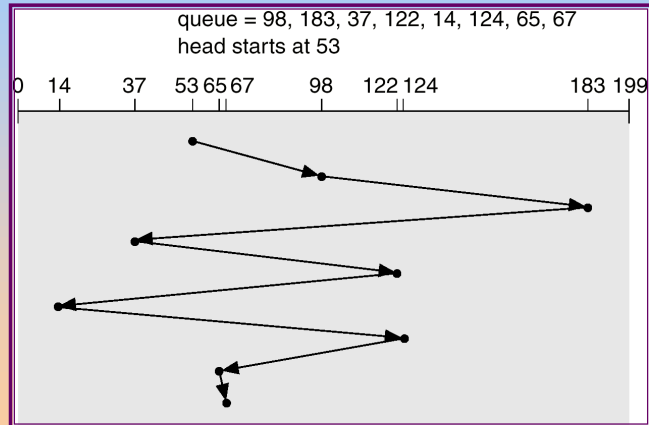 queue = 98, 183, 37, 122, 14, 124, 65, 67
head starts at 53
0 14 37 53 65 67 98 122 124 183 199